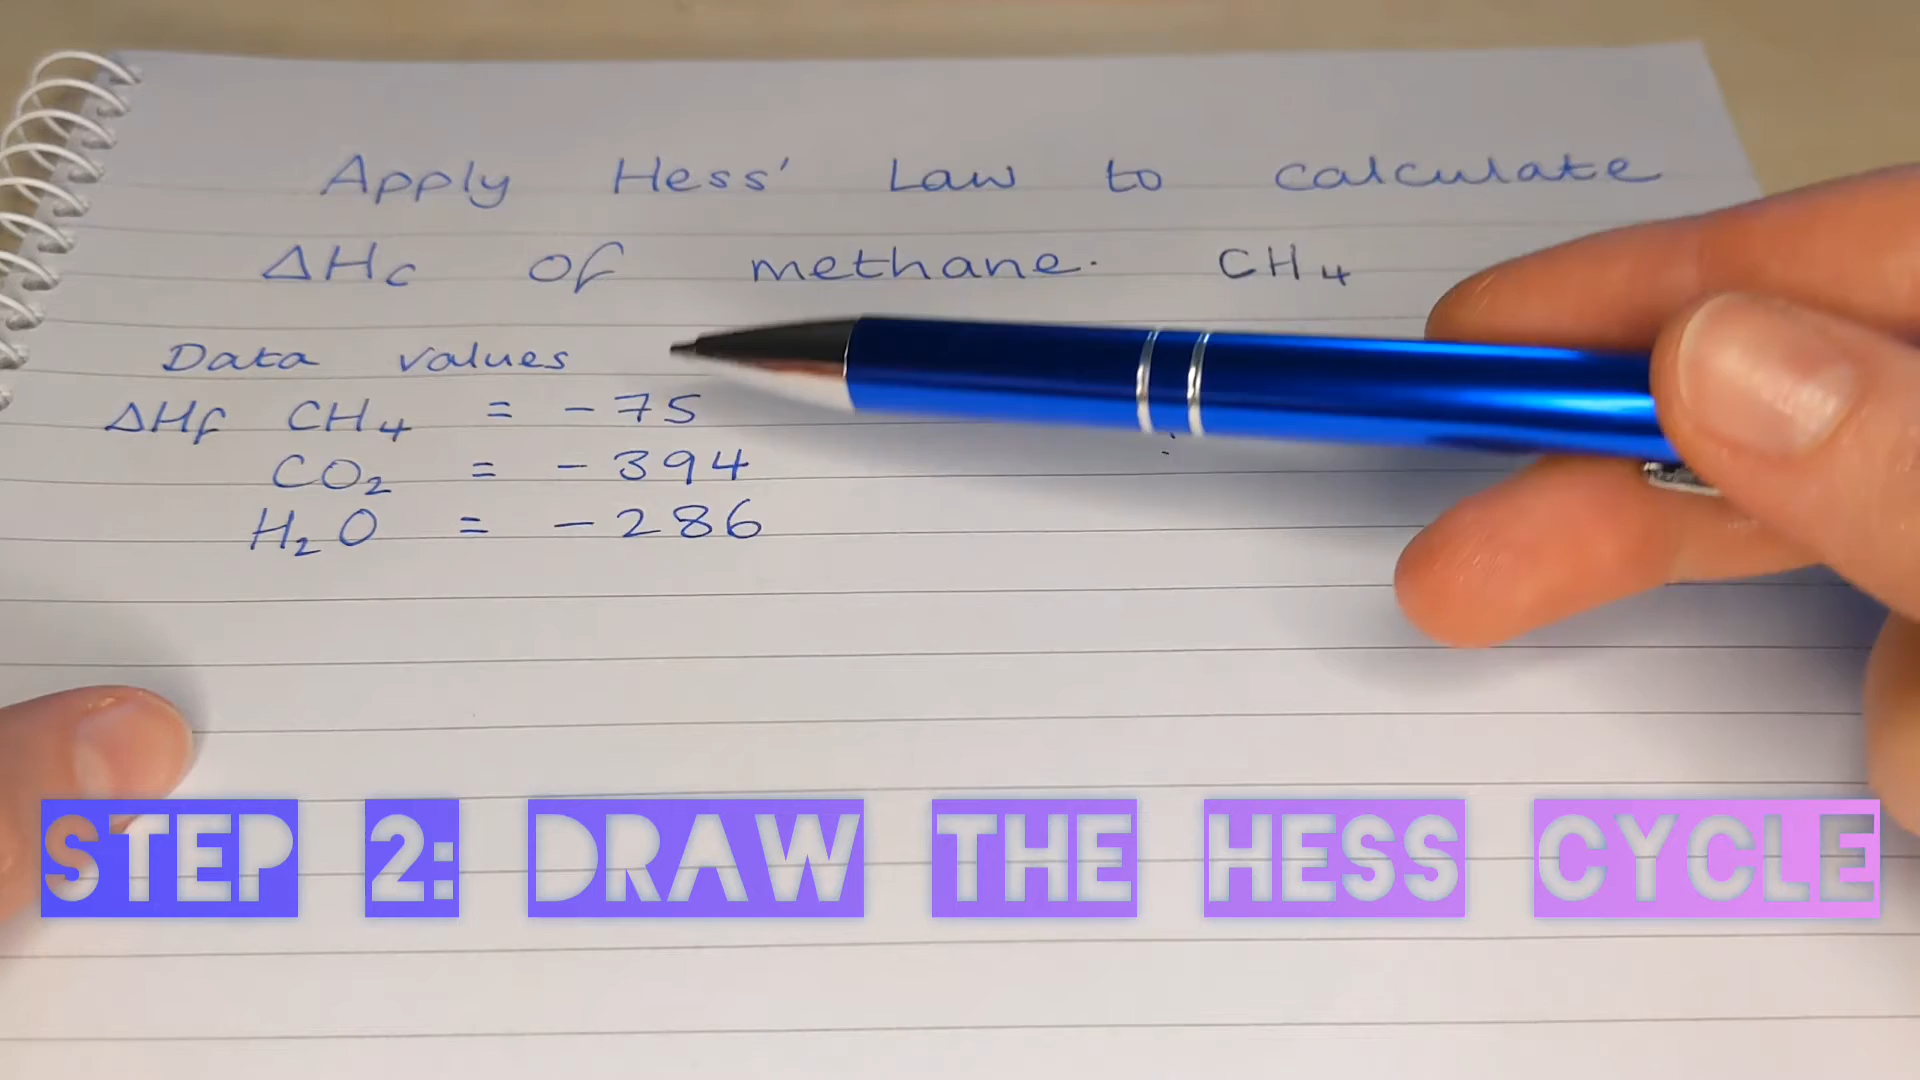 Apply Hess' Law to calculate
ΔHc of methane. CH₄
Data values
ΔHf CH₄ = -75
CO₂ = -394
H₂O = -286
STEP 2: DRAW THE HESS CYCLE